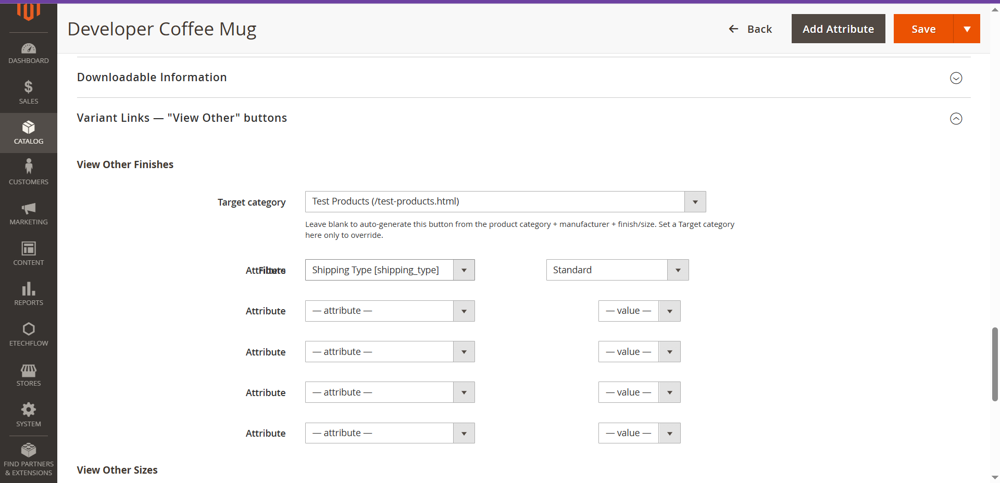 Developer Coffee Mug
Back
Add Attribute
Save
DASHBOARD
SALES
CATALOG
CUSTOMERS
MARKETING
CONTENT
REPORTS
ETECHFLOW
STORES
SYSTEM
FIND PARTNERS
& EXTENSIONS
Downloadable Information
Variant Links — "View Other" buttons
View Other Finishes
Target category
Test Products (/test-products.html)
Leave blank to auto-generate this button from the product category + manufacturer + finish/size. Set a Target category
here only to override.
Filters
Attribute
Shipping Type [shipping_type]
Standard
Attribute
— attribute —
— value —
Attribute
— attribute —
— value —
Attribute
— attribute —
— value —
Attribute
— attribute —
— value —
View Other Sizes